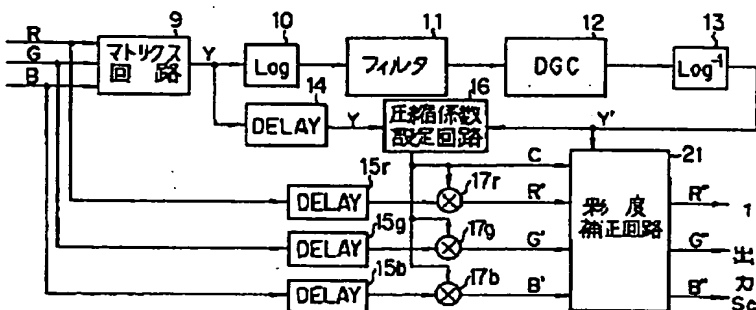 9
10
11
12
13
R
G
B
マトリクス
回路
Y
Log
フィルタ
DGC
Log⁻¹
14
16
DELAY
Y
圧縮係数
設定回路
Y'
21
C
15r
17r
DELAY
R'
R"
1
彩度
補正回路
15g
17g
DELAY
G'
G"
出
15b
17b
DELAY
B'
B"
力
Sc